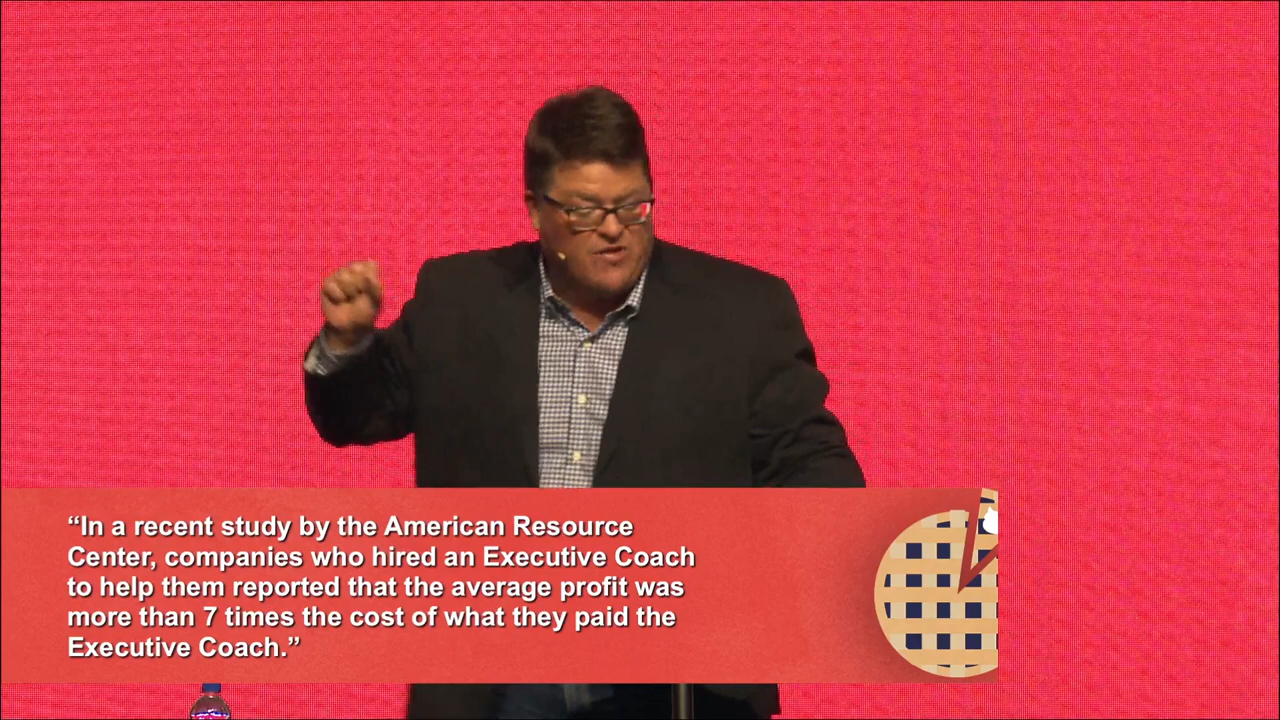 “In a recent study by the American Resource
Center, companies who hired an Executive Coach
to help them reported that the average profit was
more than 7 times the cost of what they paid the
Executive Coach.”